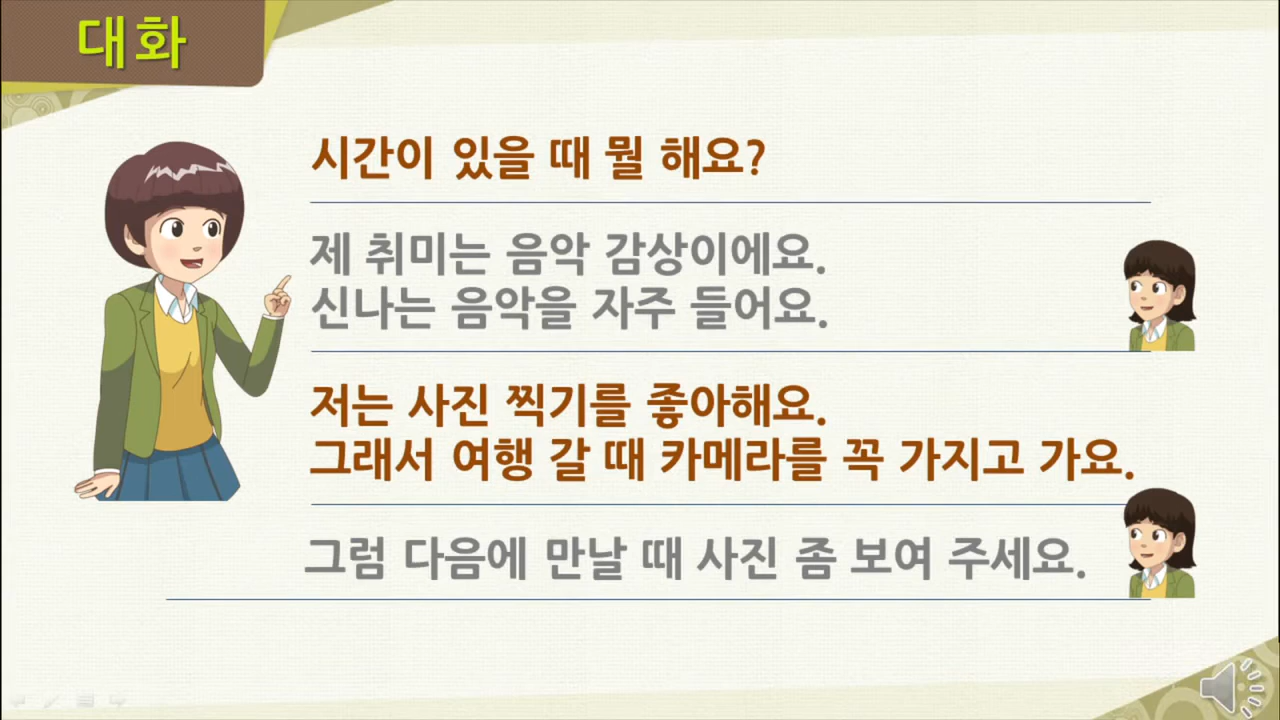 대화
시간이 있을 때 뭘 해요?
제 취미는 음악 감상이에요.
신나는 음악을 자주 들어요.
저는 사진 찍기를 좋아해요.
그래서 여행 갈 때 카메라를 꼭 가지고 가요.
그럼 다음에 만날 때 사진 좀 보여 주세요.